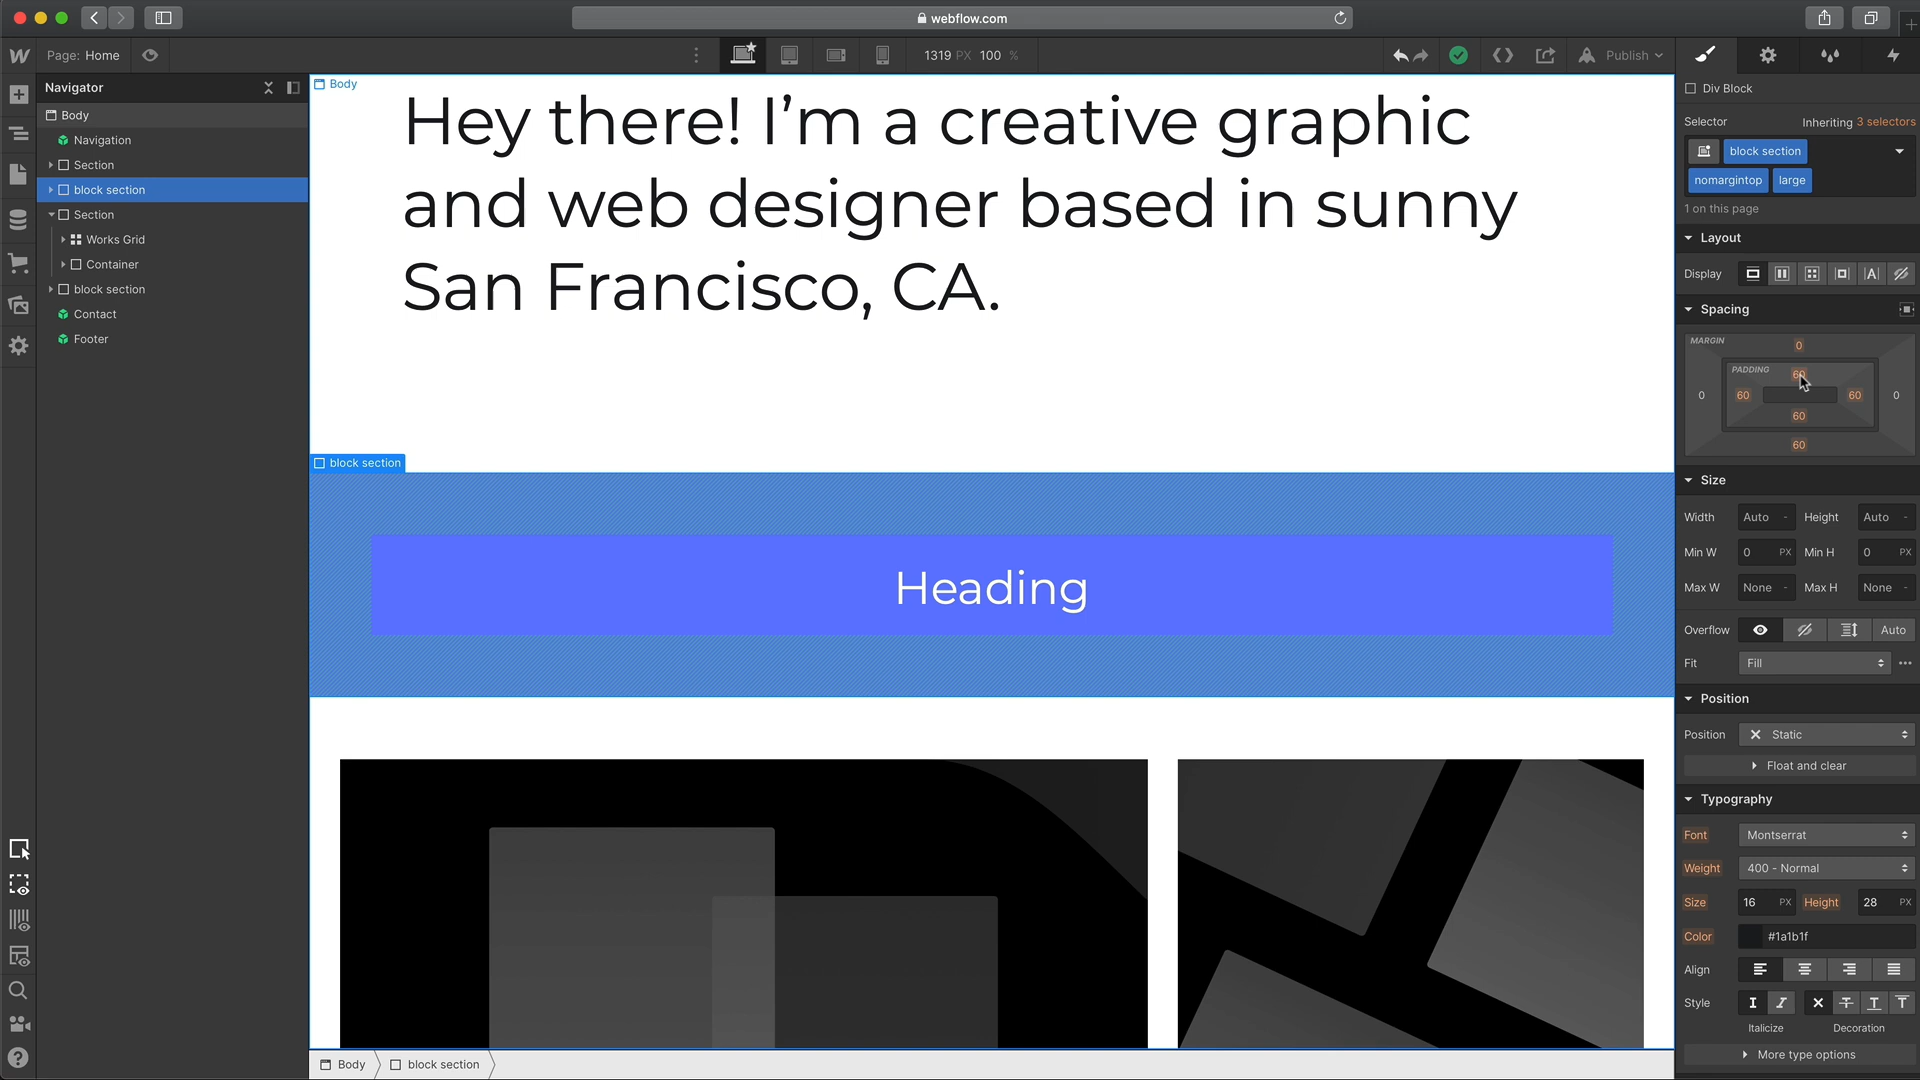 webflow.com
Page: Home
1319 PX 100 %
Publish
Navigator
Body
Navigation
Section
block section
Section
Works Grid
Container
block section
Contact
Footer
Body
Hey there! I’m a creative graphic
and web designer based in sunny
San Francisco, CA.
block section
Heading
Body
block section
Div Block
Selector
Inheriting 3 selectors
block section
nomargintop
large
1 on this page
Layout
Display
Spacing
MARGIN
0
PADDING
60
0
60
60
0
60
60
Size
Width Auto - Height Auto -
Min W 0 PX Min H 0 PX
Max W None - Max H None -
Overflow Auto
Fit Fill
Position
Position Static
Float and clear
Typography
Font Montserrat
Weight 400 - Normal
Size 16 PX Height 28 PX
Color #1a1b1f
Align
Style
Italicize Decoration
More type options